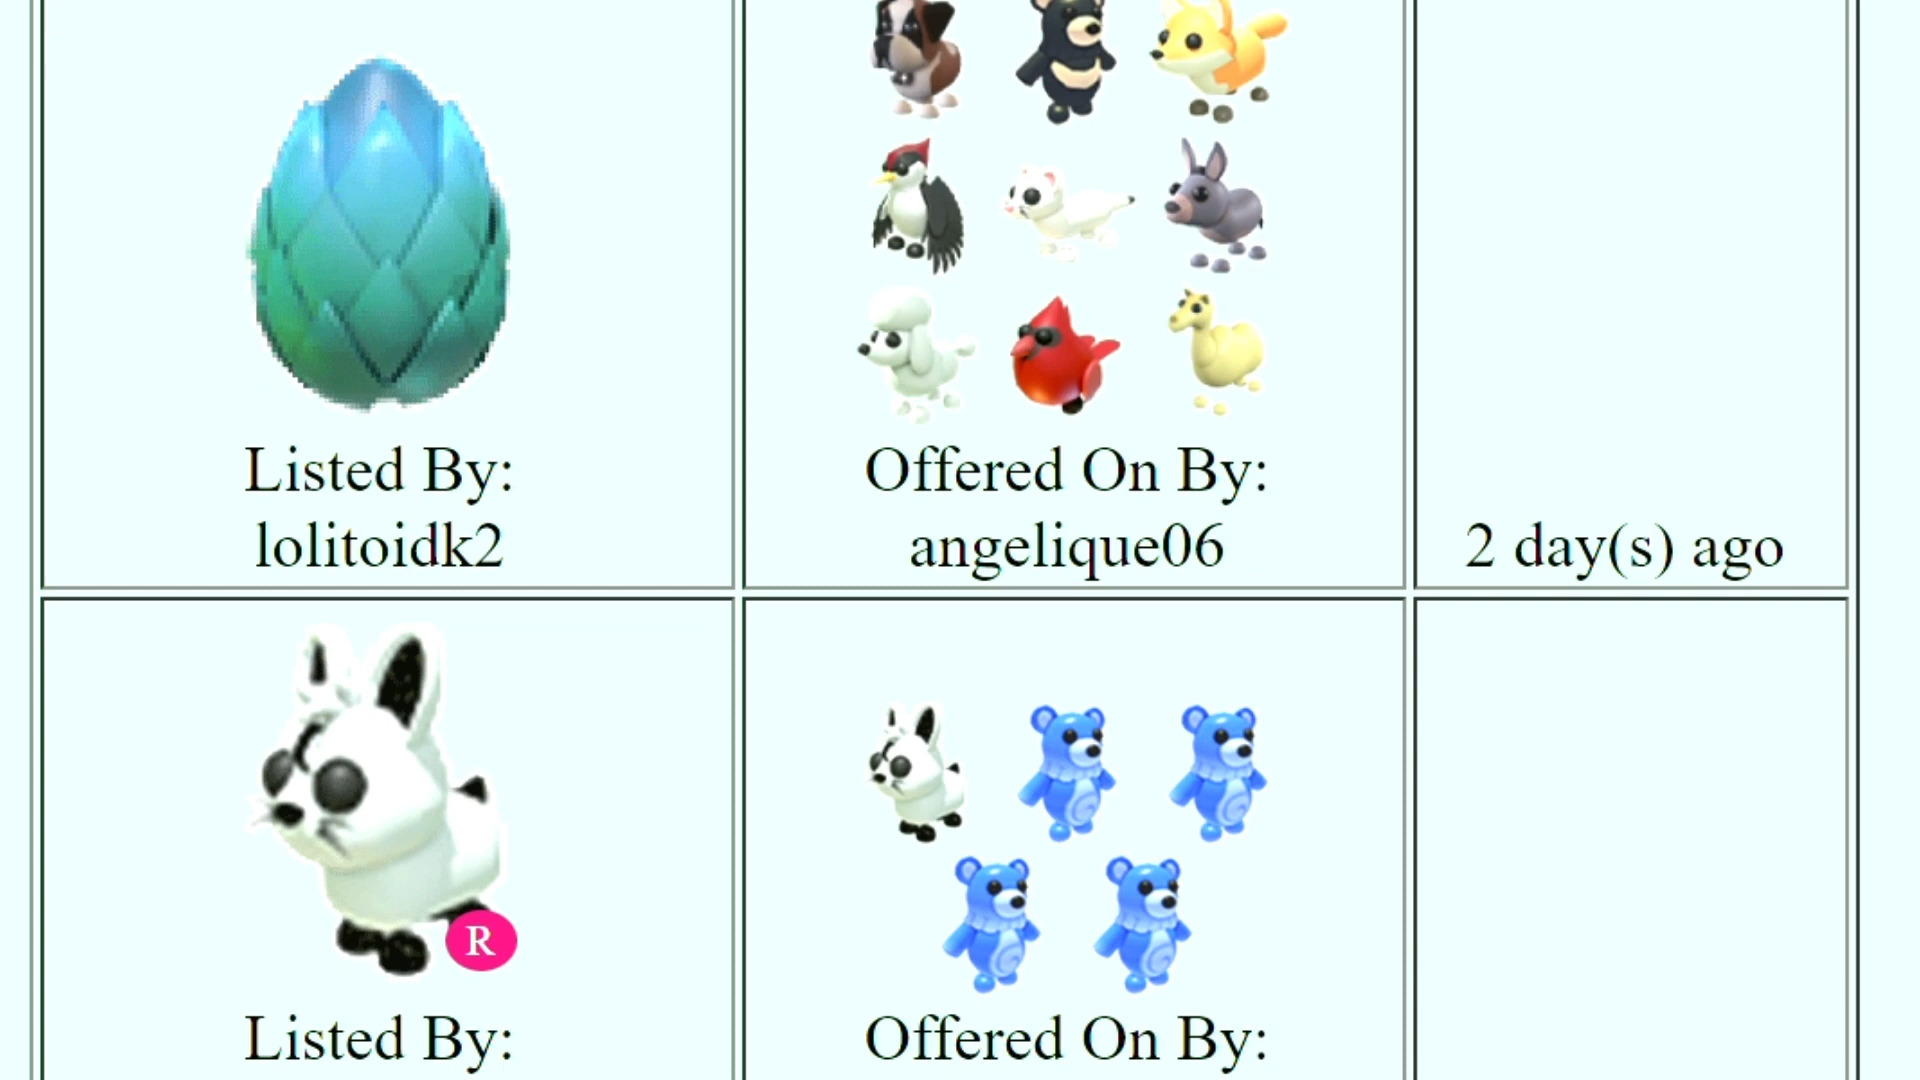 Listed By:
lolitoidk2
Offered On By:
angelique06
2 day(s) ago
R
Listed By:
Offered On By: